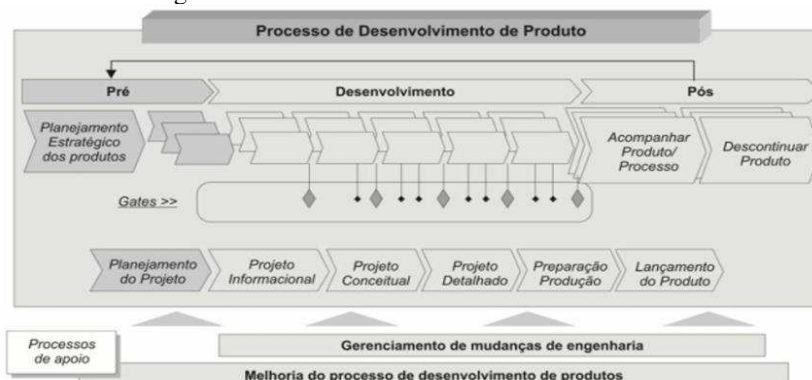 Processo de Desenvolvimento de Produto
Pré
Desenvolvimento
Pós
Planejamento
Estratégico
dos produtos
Acompanhar
Produto/
Processo
Descontinuar
Produto
Gates >>
Planejamento
do Projeto
Projeto
Informacional
Projeto
Conceitual
Projeto
Detalhado
Preparação
Produção
Lançamento
do Produto
Processos
de apoio
Gerenciamento de mudanças de engenharia
Melhoria do processo de desenvolvimento de produtos